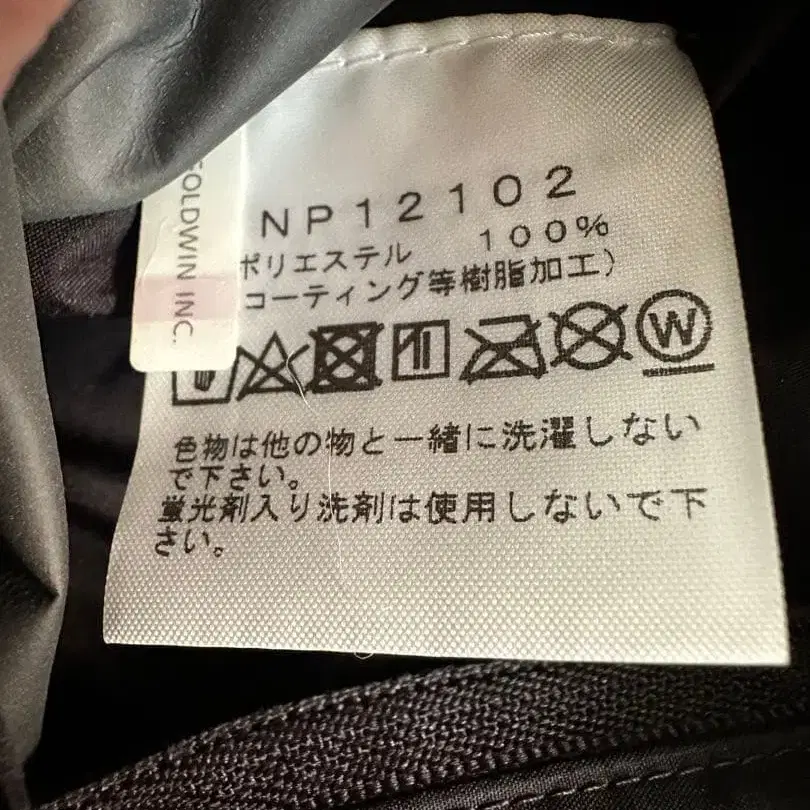 NP12102
ポリエステル 100%
コーティング等樹脂加工)
OLDWIN INC.
W
色物は他の物と一緒に洗濯しない
で下さい。
蛍光剤入り洗剤は使用しないで下
さい。